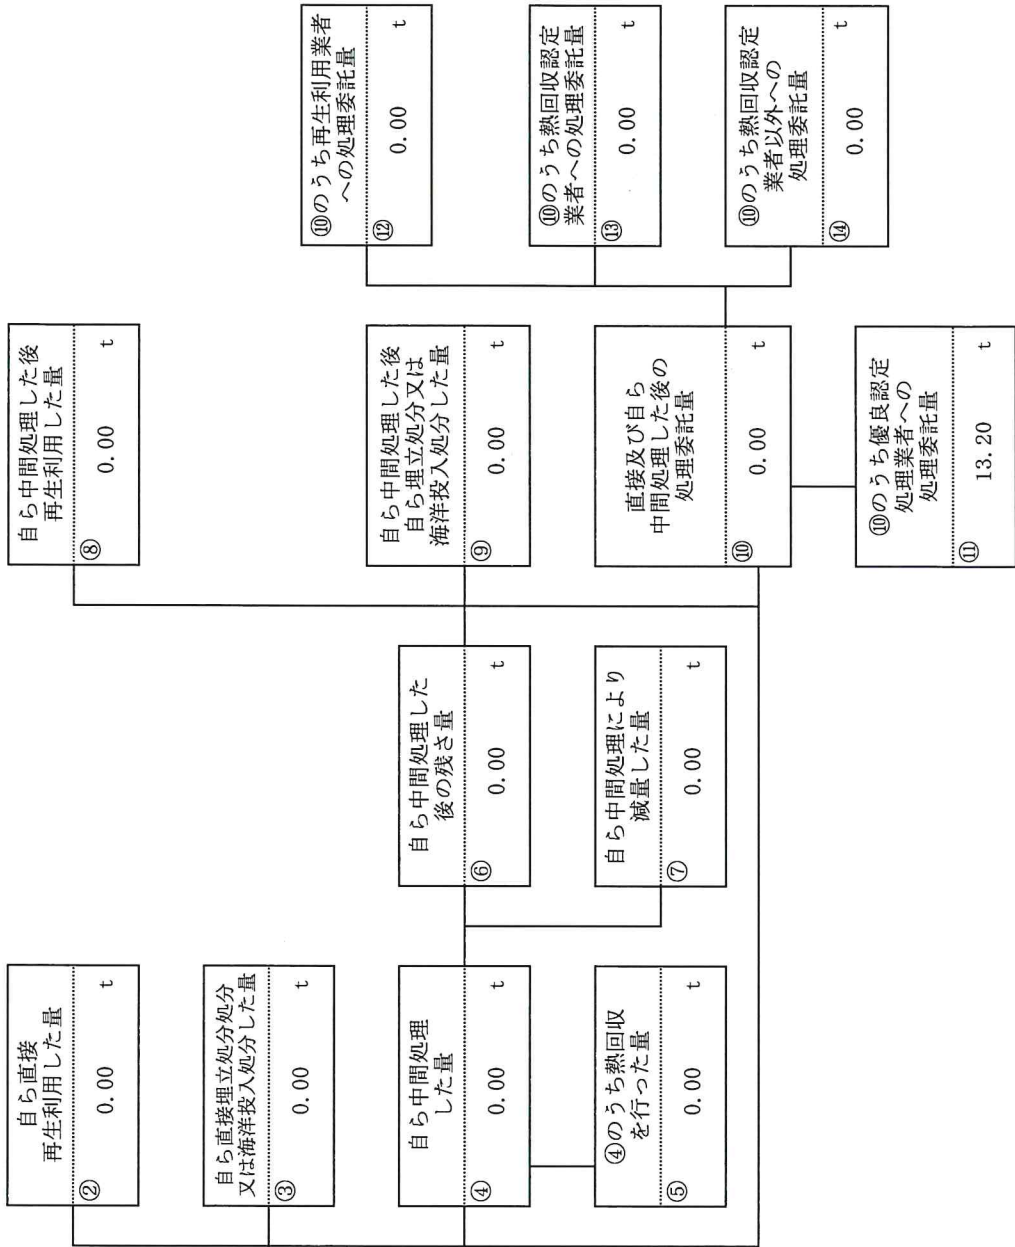 自ら直接
再生利用した量
② 0.00 t
自ら直接埋立処分処分
又は海洋投入処分した量
③ 0.00 t
自ら中間処理
した量
④ 0.00 t
④のうち熱回収
を行った量
⑤ 0.00 t
自ら中間処理した
後の残さ量
⑥ 0.00 t
自ら中間処理により
減量した量
⑦ 0.00 t
自ら中間処理した後
再生利用した量
⑧ 0.00 t
自ら中間処理した後
自ら埋立処分又は
海洋投入処分した量
⑨ 0.00 t
直接及び自ら
中間処理した後の
処理委託量
⑩ 0.00 t
⑩のうち優良認定
処理業者への
処理委託量
⑪ 13.20 t
⑩のうち再生利用業者
への処理委託量
⑫ 0.00 t
⑩のうち熱回収認定
業者への処理委託量
⑬ 0.00 t
⑩のうち熱回収認定
業者以外への
処理委託量
⑭ 0.00 t